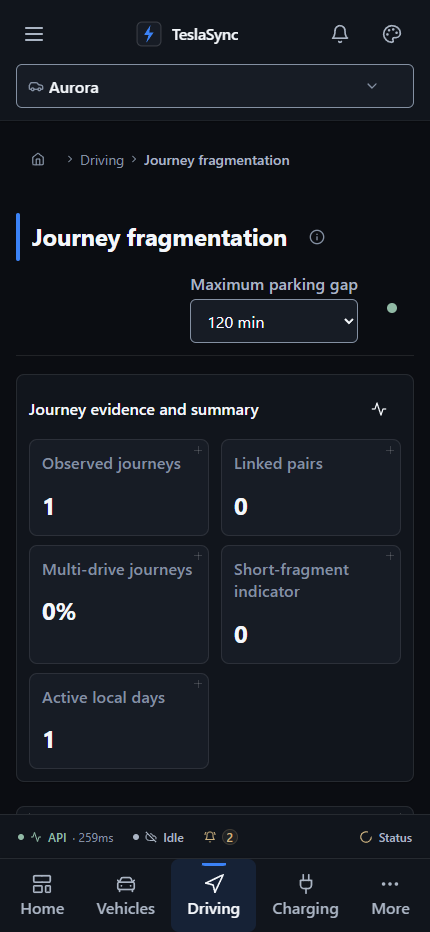 TeslaSync
Aurora
Driving
Journey fragmentation
Journey fragmentation
Maximum parking gap
120 min
Journey evidence and summary
Observed journeys
1
Linked pairs
0
Multi-drive journeys
0%
Short-fragment
indicator
0
Active local days
1
API · 259ms
Idle
2
Status
Home
Vehicles
Driving
Charging
More